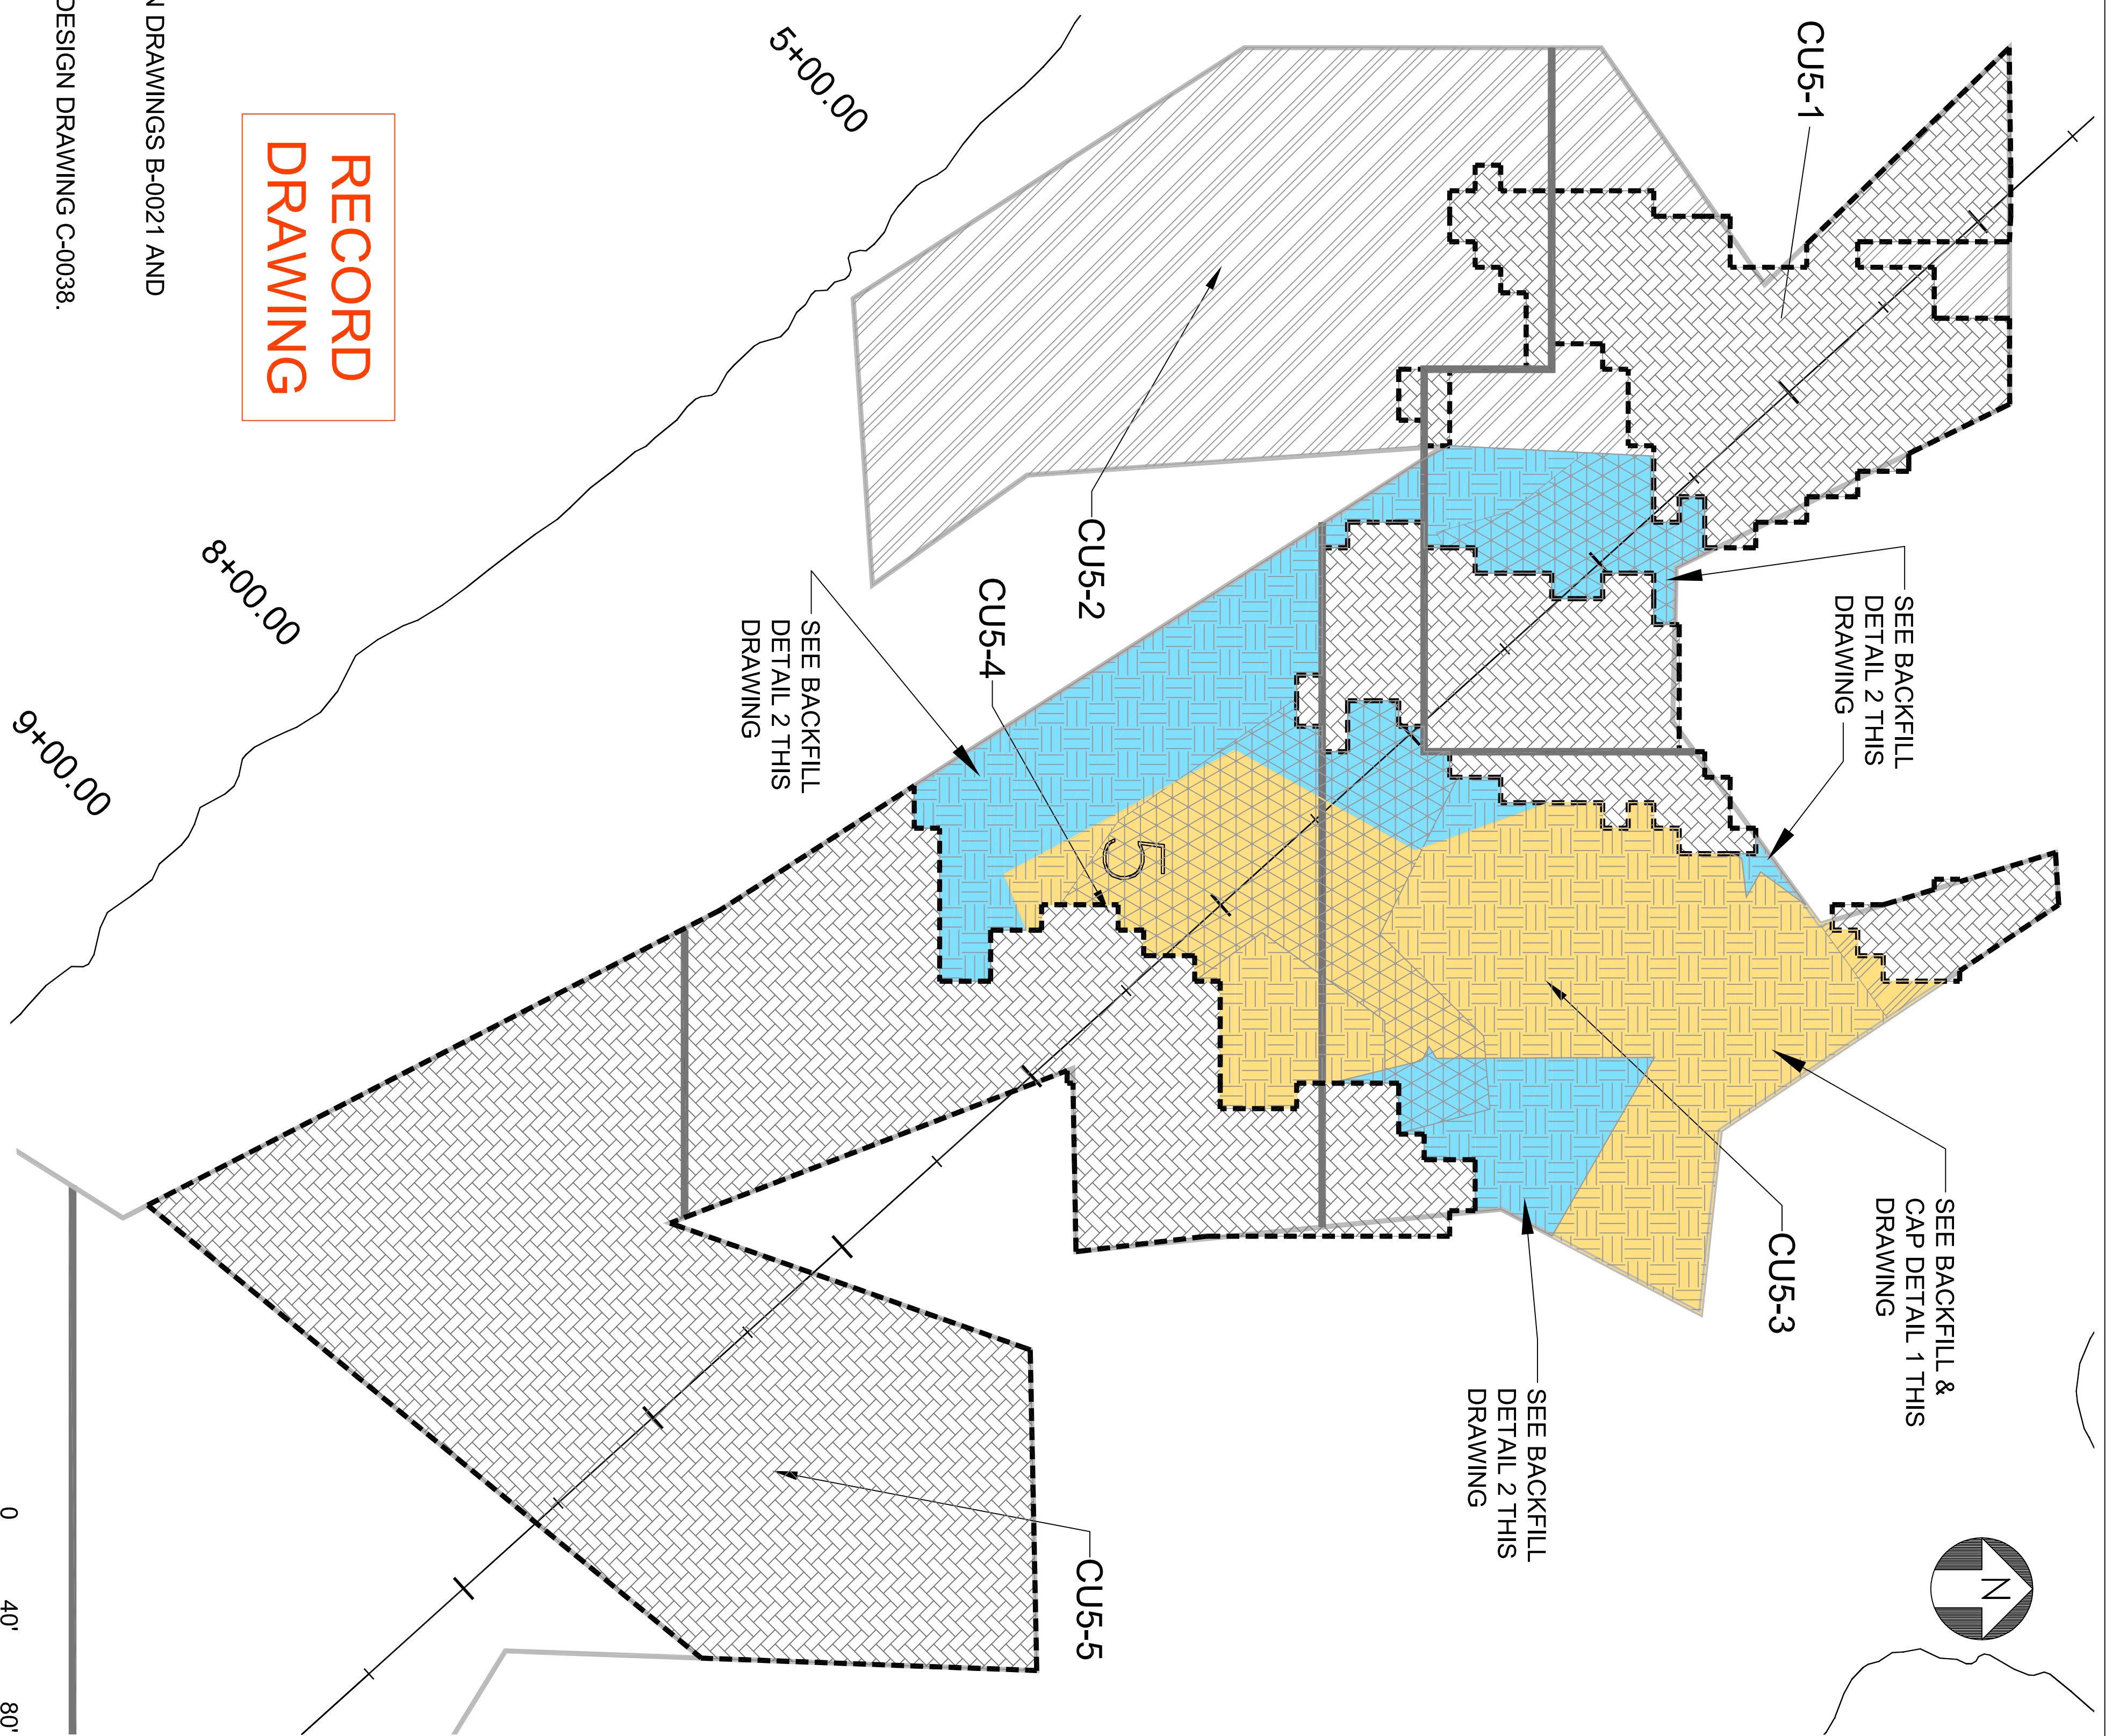 CU5-1
SEE BACKFILL
DETAIL 2 THIS
DRAWING
SEE BACKFILL &
CAP DETAIL 1 THIS
DRAWING
CU5-3
SEE BACKFILL
DETAIL 2 THIS
DRAWING
N
CU5-2
CU5-4
SEE BACKFILL
DETAIL 2 THIS
DRAWING
5
CU5-5
5+00.00
8+00.00
9+00.00
RECORD
DRAWING
DRAWINGS B-0021 AND
DESIGN DRAWING C-0038.
0 40' 80'